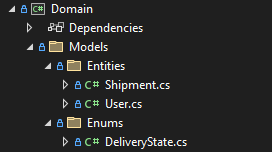 C# Domain
Dependencies
Models
Entities
C# Shipment.cs
C# User.cs
Enums
C# DeliveryState.cs